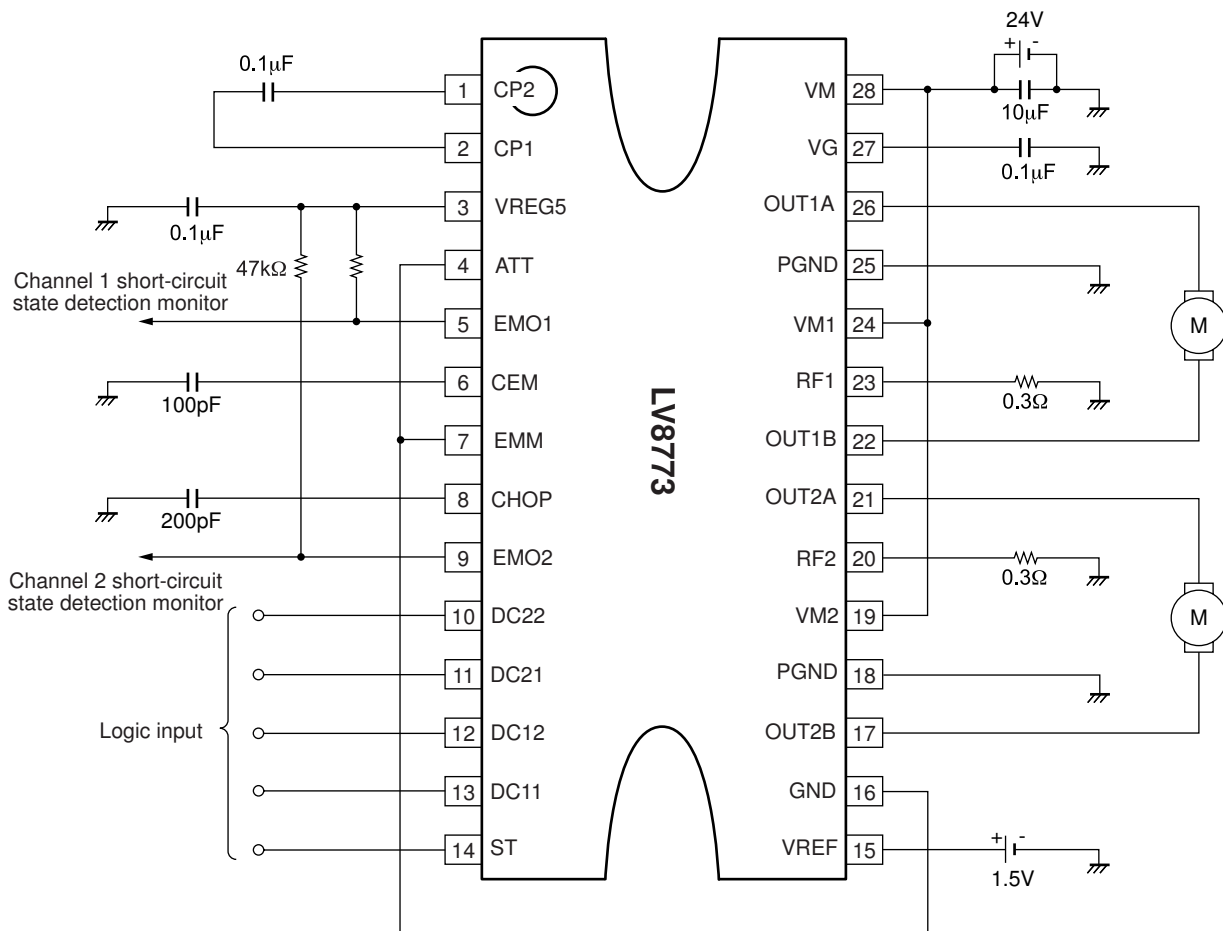 24V
+ -
0.1μF
1 CP2
VM 28
10μF
2 CP1
VG 27
0.1μF
3 VREG5
OUT1A 26
0.1μF
47kΩ
4 ATT
PGND 25
Channel 1 short-circuit
state detection monitor
5 EMO1
VM1 24
M
6 CEM
RF1 23
100pF
0.3Ω
LV8773
7 EMM
OUT1B 22
8 CHOP
OUT2A 21
200pF
9 EMO2
RF2 20
0.3Ω
Channel 2 short-circuit
state detection monitor
10 DC22
VM2 19
M
11 DC21
PGND 18
Logic input
12 DC12
OUT2B 17
13 DC11
GND 16
14 ST
VREF 15
+ -
1.5V